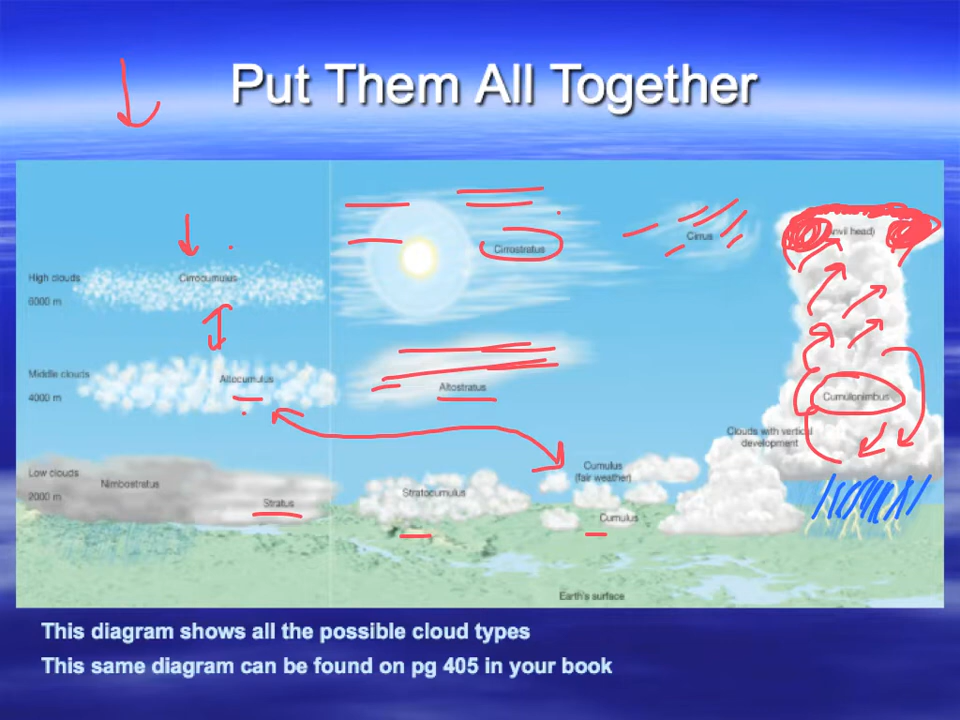 Put Them All Together
(Anvil head)
Cirrus
Cirrostratus
High clouds
Cirrocumulus
6000 m
Middle clouds
Altocumulus
Altostratus
4000 m
Cumulonimbus
Clouds with vertical
development
Low clouds
Nimbostratus
2000 m
Stratus
Stratocumulus
Cumulus
(fair weather)
Cumulus
Earth's surface
This diagram shows all the possible cloud types
This same diagram can be found on pg 405 in your book